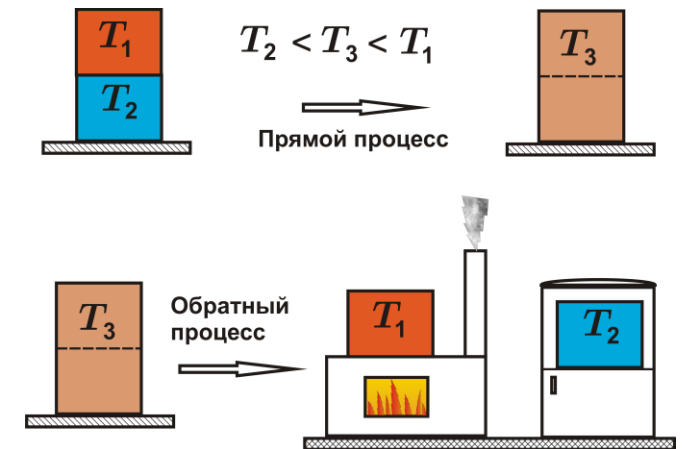 T₁
T₂ < T₃ < T₁
T₃
T₂
Прямой процесс
T₃
Обратный
процесс
T₁
T₂